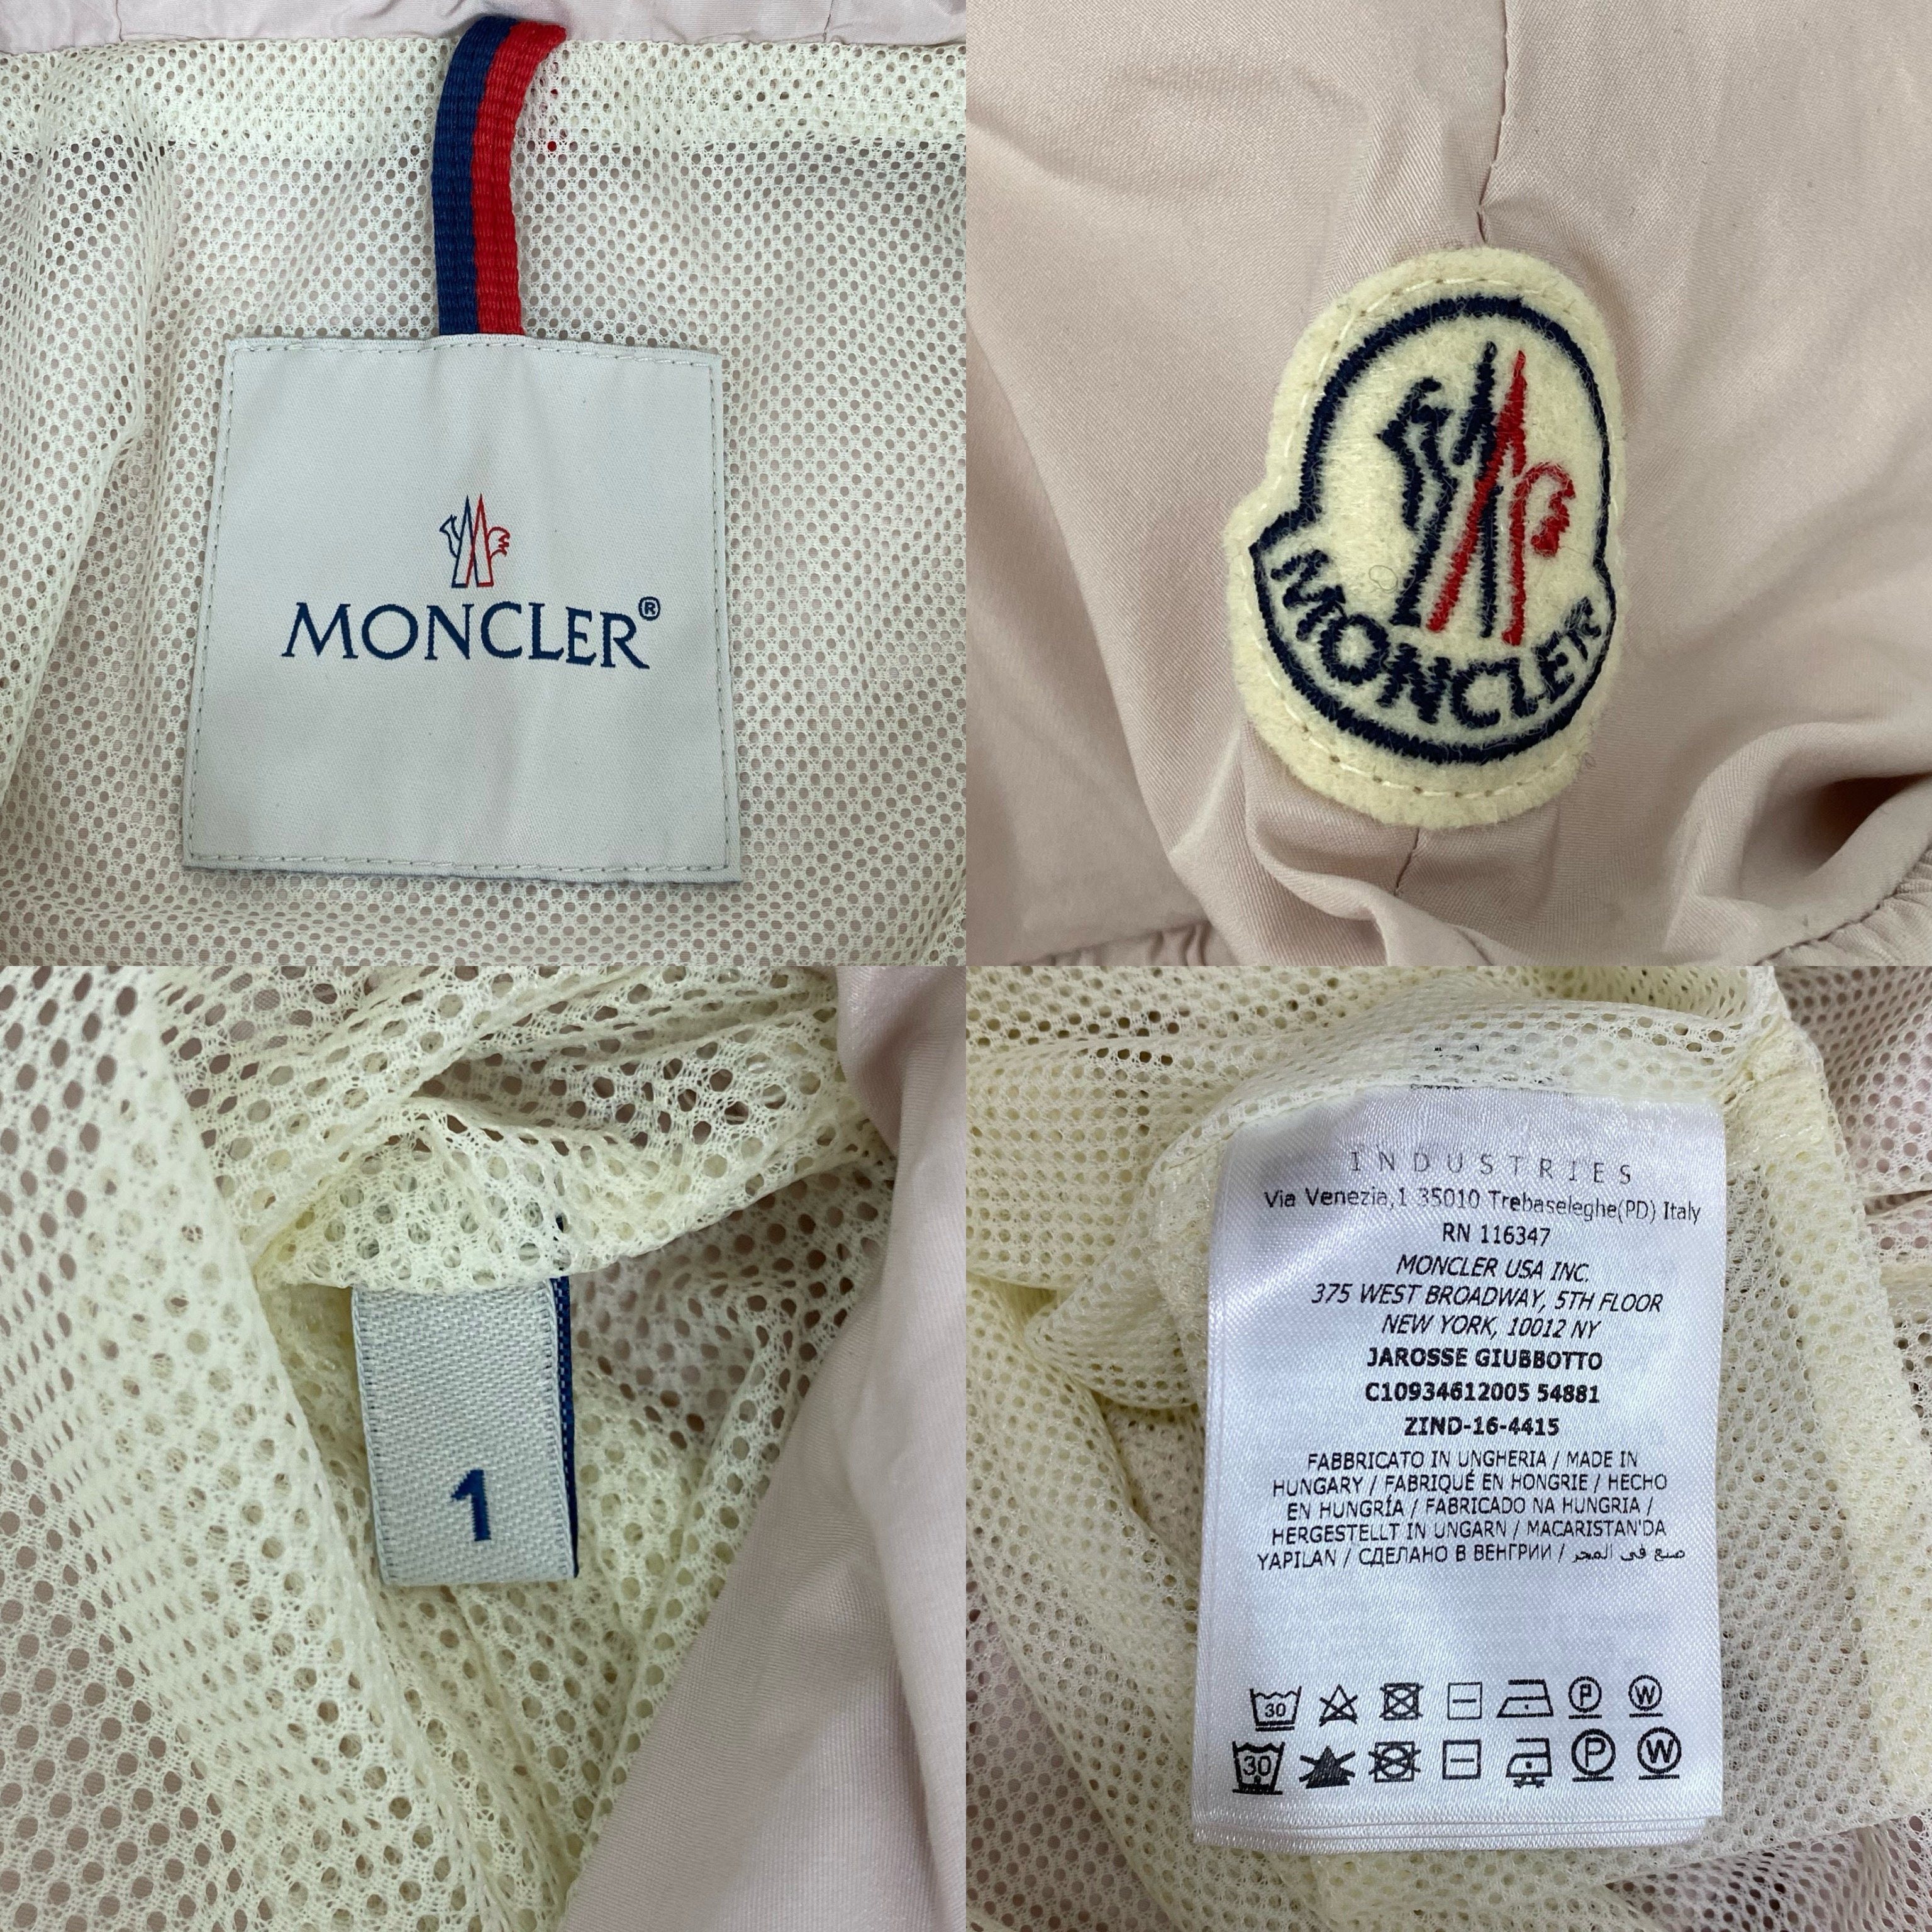 MONCLER®
MONCLER
1
INDUSTRIES
Via Venezia,1 35010 Trebaseleghe(PD) Italy
RN 116347
MONCLER USA INC.
375 WEST BROADWAY, 5TH FLOOR
NEW YORK, 10012 NY
JAROSSE GIUBBOTTO
C10934612005 54881
ZIND-16-4415
FABBRICATO IN UNGHERIA / MADE IN
HUNGARY / FABRIQUÉ EN HONGRIE / HECHO
EN HUNGRÍA / FABRICADO NA HUNGRIA /
HERGESTELLT IN UNGARN / MACARISTAN'DA
YAPILAN / СДЕЛАНО В ВЕНГРИИ / صنع في المجر
30 P W
30 P W